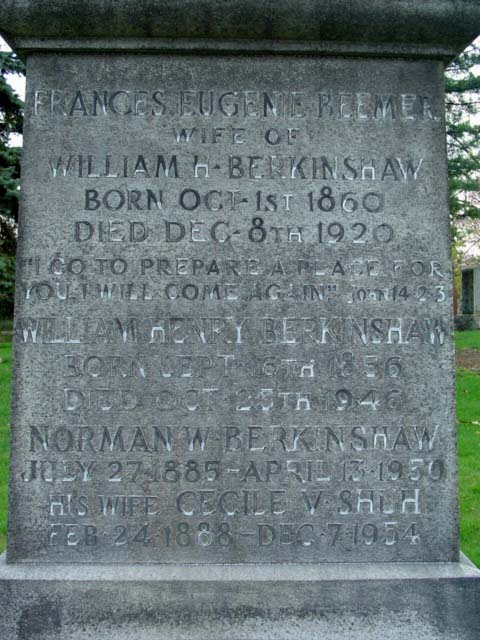 FRANCES EUGENIE BEEMER
WIFE OF
WILLIAM H·BERKINSHAW
BORN OCT·1ST 1860
DIED DEC·8TH 1920
"I GO TO PREPARE A PLACE FOR
YOU, I WILL COME AGAIN" JOHN 14·2·3
WILLIAM HENRY BERKINSHAW
BORN SEPT·16TH 1856
DIED OCT·25TH 1946
NORMAN W·BERKINSHAW
JULY·27·1885–APRIL·13·1950
HIS WIFE CECILE V·SHUH
FEB·24·1888–DEC·7·1954